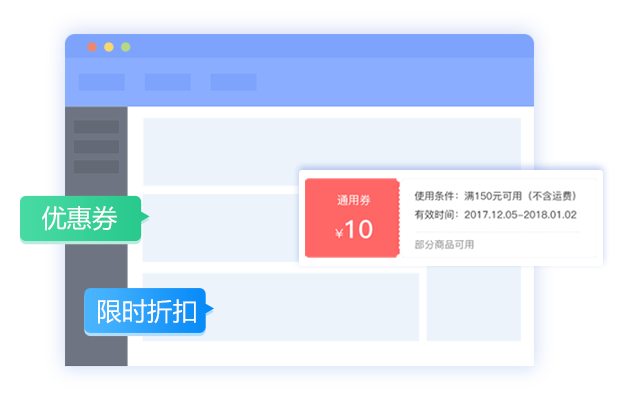 通用券
¥10
使用条件：满150元可用（不含运费）
有效时间：2017.12.05-2018.01.02
部分商品可用
优惠券
限时折扣